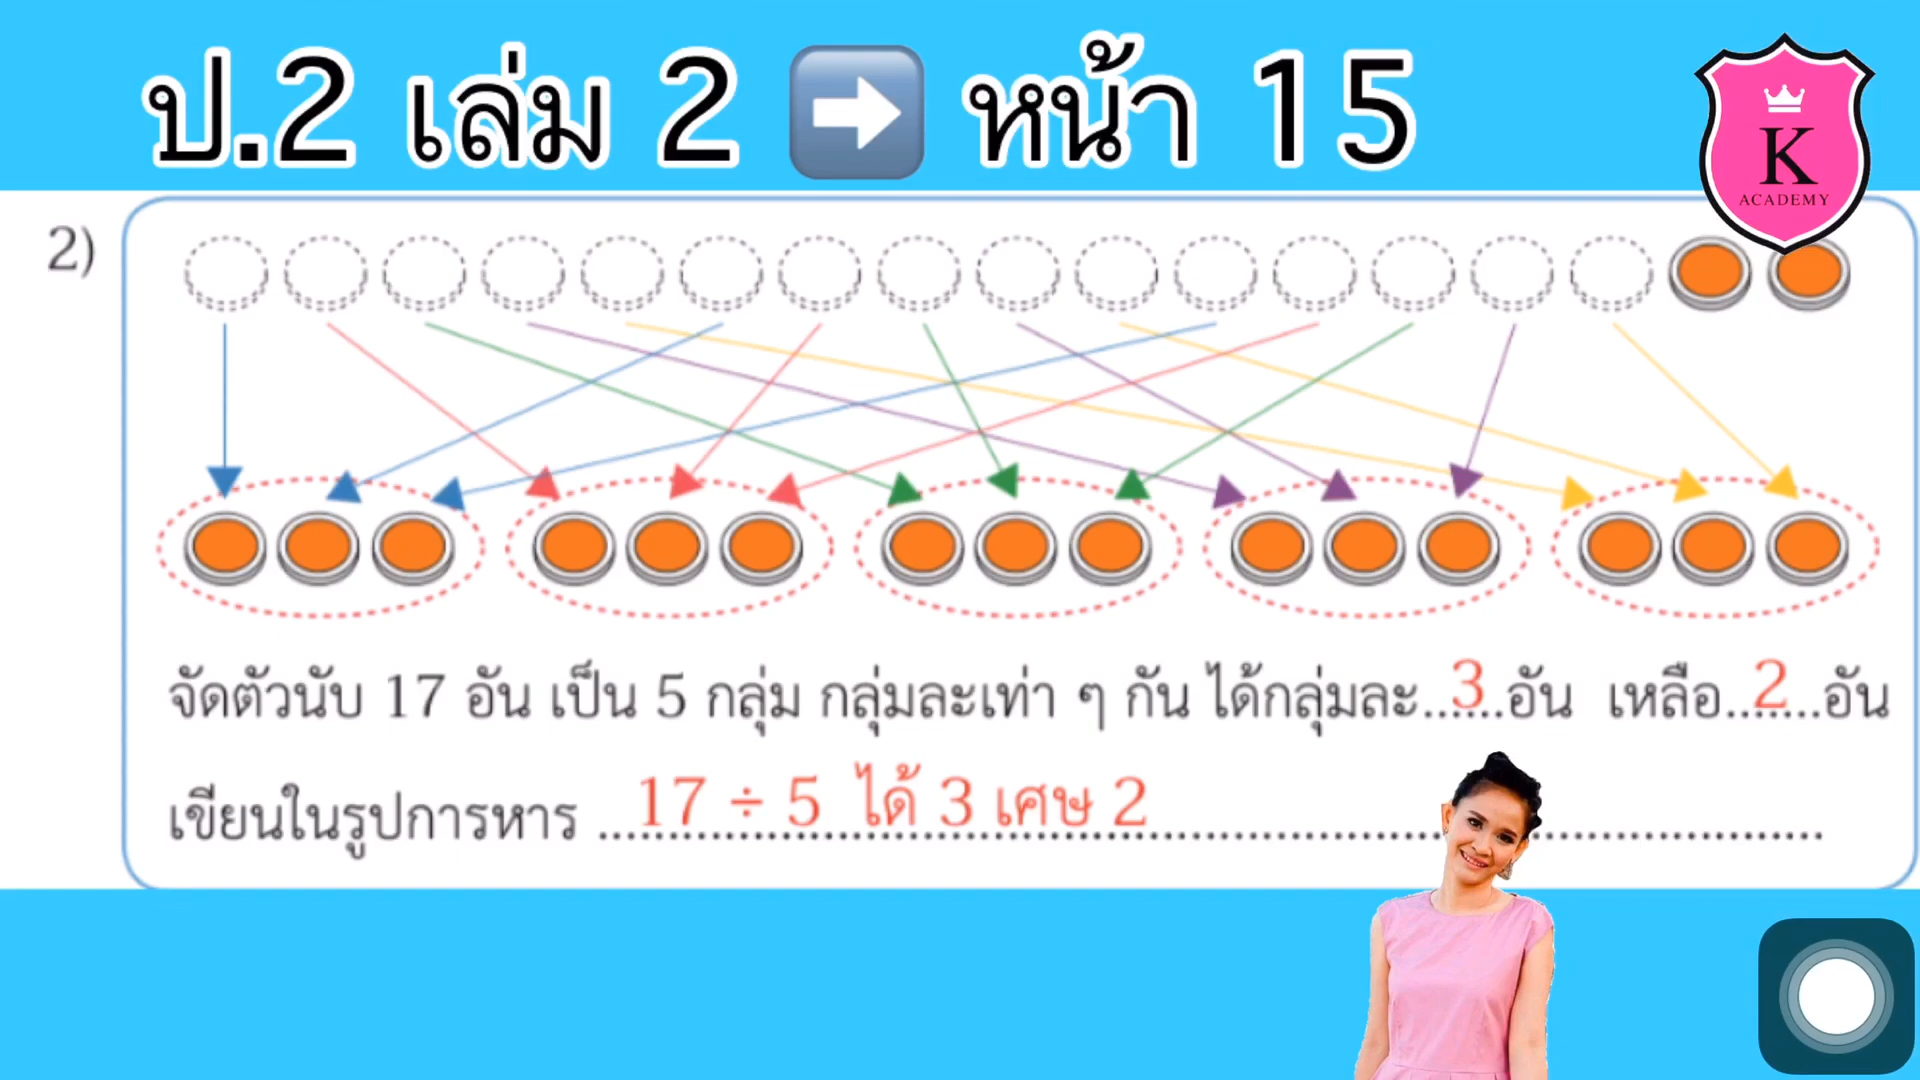 ป.2 เล่ม 2 ➡ หน้า 15
K
ACADEMY
2)
จัดตัวนับ 17 อัน เป็น 5 กลุ่ม กลุ่มละเท่า ๆ กัน ได้กลุ่มละ..3..อัน เหลือ..2..อัน
เขียนในรูปการหาร 17 ÷ 5 ได้ 3 เศษ 2